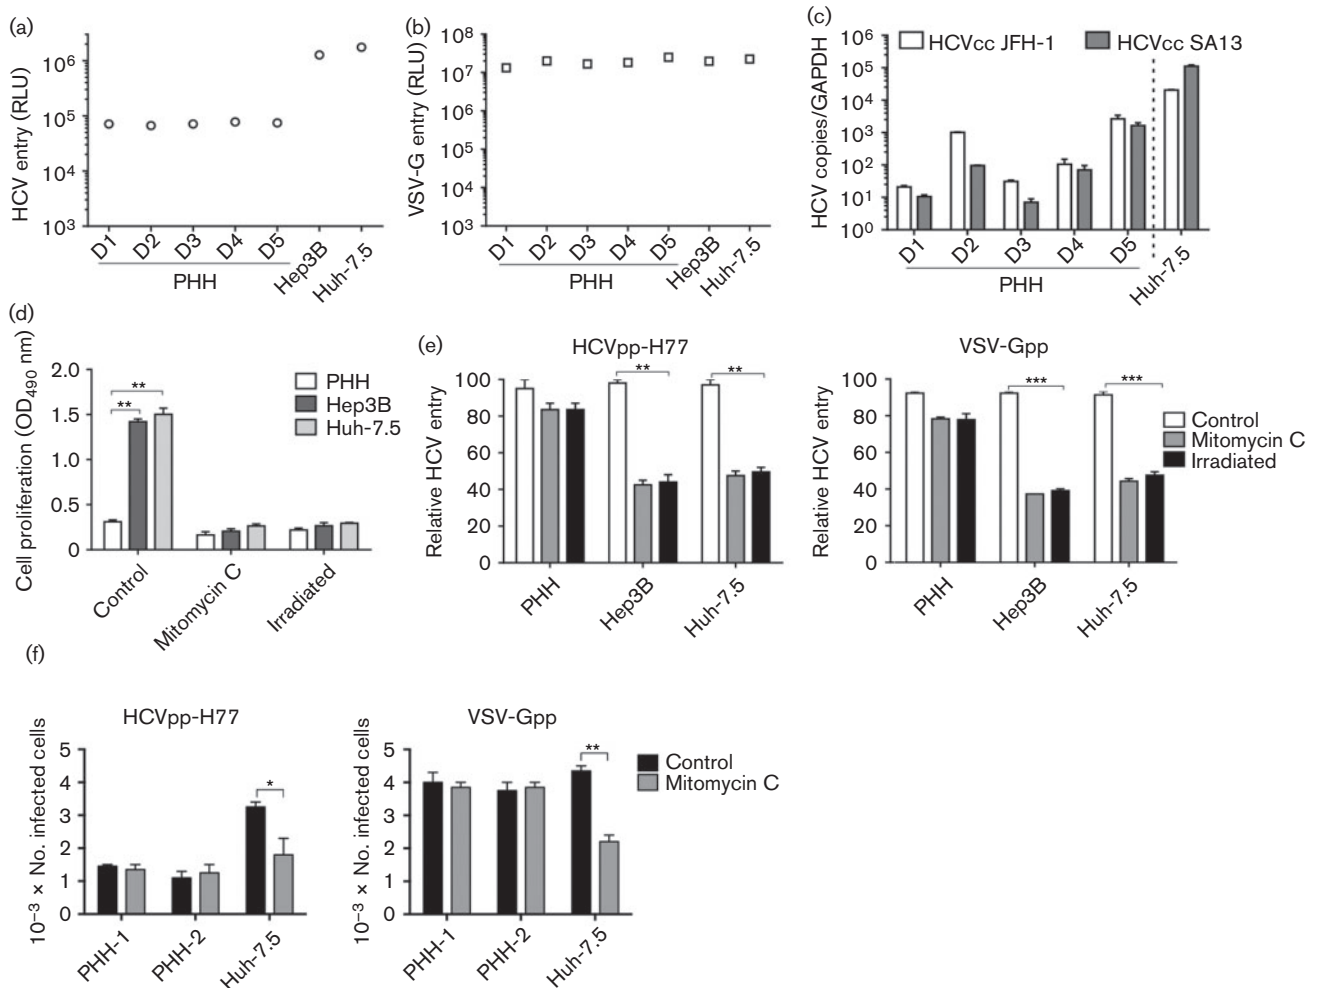 (a)
HCV entry (RLU)
10⁶
10⁵
10⁴
10³
D1 D2 D3 D4 D5 Hep3B Huh-7.5
PHH
(b)
VSV-G entry (RLU)
10⁸
10⁷
10⁶
10⁵
10⁴
10³
D1 D2 D3 D4 D5 Hep3B Huh-7.5
PHH
(c)
HCV copies/GAPDH
10⁶
10⁵
10⁴
10³
10²
10¹
10⁰
HCVcc JFH-1 HCVcc SA13
D1 D2 D3 D4 D5 Huh-7.5
PHH
(d)
Cell proliferation (OD₄₉₀ nm)
2.0
1.5
1.0
0.5
0
**
**
PHH
Hep3B
Huh-7.5
Control Mitomycin C Irradiated
(e)
HCVpp-H77
Relative HCV entry
100
80
60
40
20
0
** **
PHH Hep3B Huh-7.5
VSV-Gpp
Relative HCV entry
100
80
60
40
20
0
*** ***
Control
Mitomycin C
Irradiated
PHH Hep3B Huh-7.5
(f)
HCVpp-H77
10⁻³ × No. infected cells
5
4
3
2
1
0
*
PHH-1 PHH-2 Huh-7.5
VSV-Gpp
10⁻³ × No. infected cells
5
4
3
2
1
0
**
Control
Mitomycin C
PHH-1 PHH-2 Huh-7.5